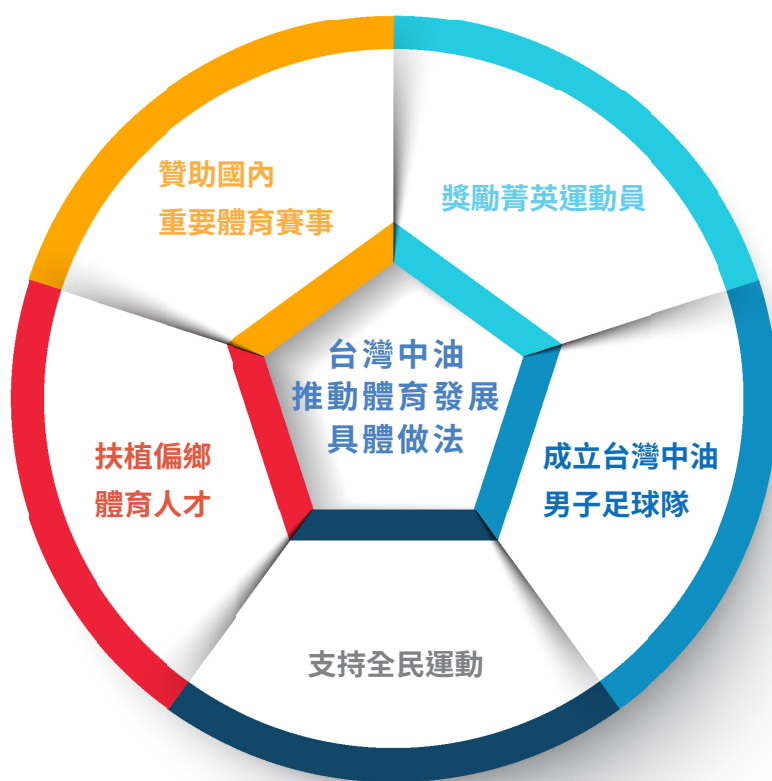 贊助國內
重要體育賽事
獎勵菁英運動員
台灣中油
推動體育發展
具體做法
扶植偏鄉
體育人才
成立台灣中油
男子足球隊
支持全民運動